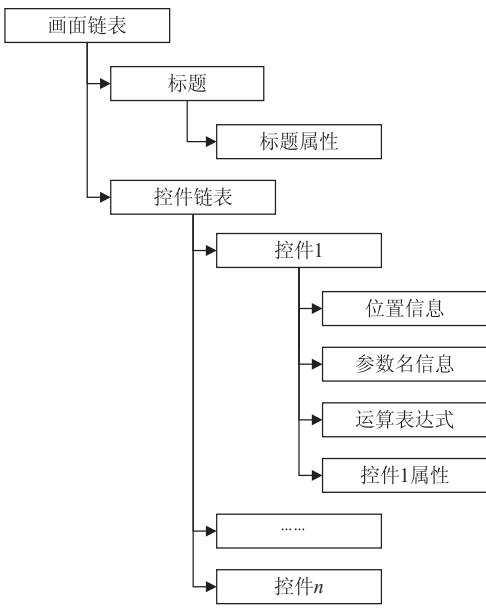 画面链表
标题
标题属性
控件链表
控件1
位置信息
参数名信息
运算表达式
控件1属性
……
控件n